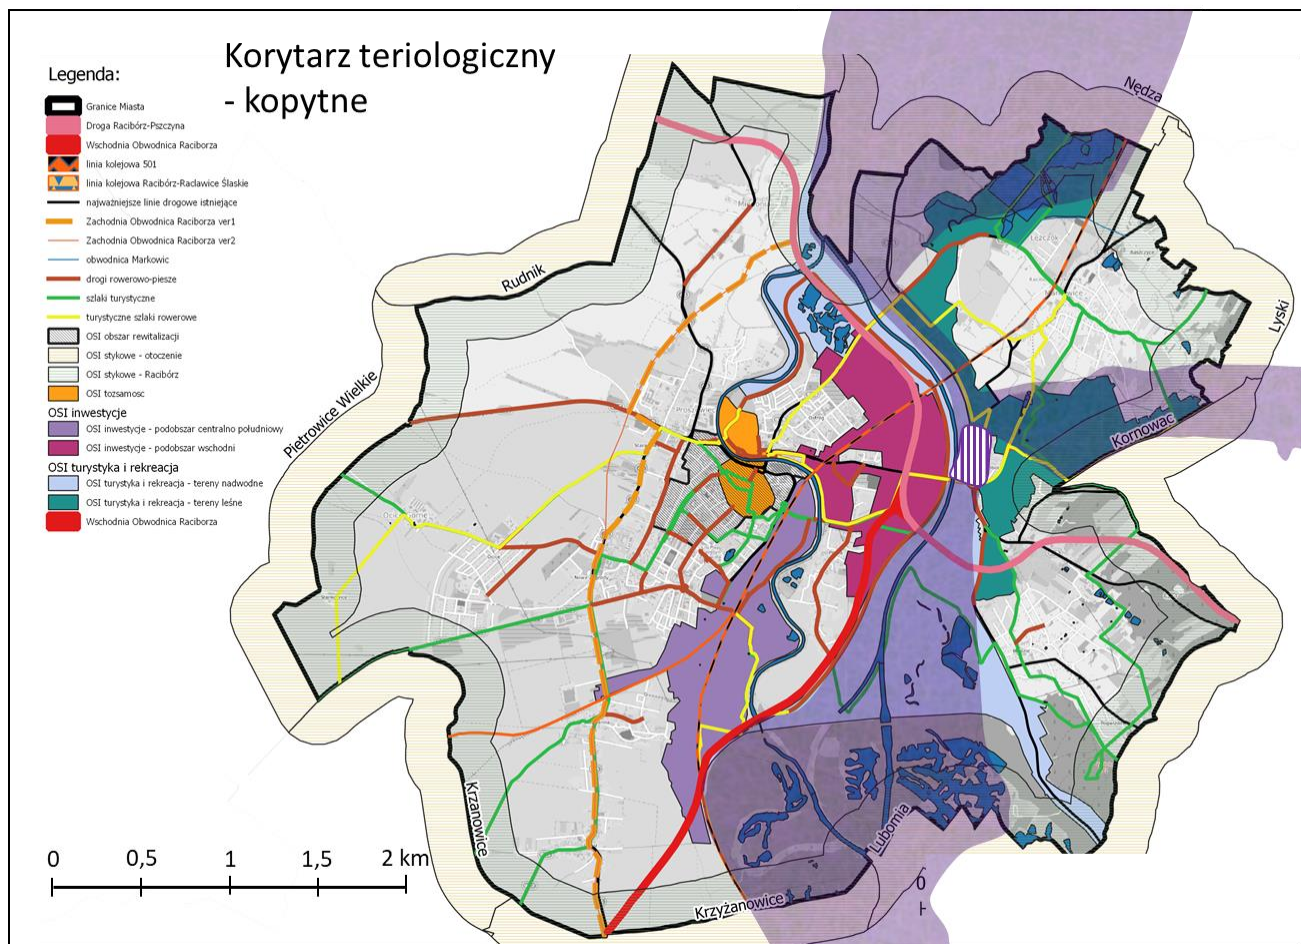 Korytarz teriologiczny
- kopytne
Legenda:
Granice Miasta
Droga Racibórz-Pszczyna
Wschodnia Obwodnica Raciborza
linia kolejowa 501
linia kolejowa Racibórz-Racławice Śląskie
najważniejsze linie drogowe istniejące
Zachodnia Obwodnica Raciborza ver1
Zachodnia Obwodnica Raciborza ver2
obwodnica Markowic
drogi rowerowo-piesze
szlaki turystyczne
turystyczne szlaki rowerowe
OSI obszar rewitalizacji
OSI stykowe - otoczenie
OSI stykowe - Racibórz
OSI tozsamosc
OSI inwestycje
OSI inwestycje - podobszar centralno południowy
OSI inwestycje - podobszar wschodni
OSI turystyka i rekreacja
OSI turystyka i rekreacja - tereny nadwodne
OSI turystyka i rekreacja - tereny leśne
Wschodnia Obwodnica Raciborza
Nędza
Rudnik
Lyski
Pietrowice Wielkie
Kornowac
Krzanowice
Lubomia
Krzyżanowice
0 0,5 1 1,5 2 km
0